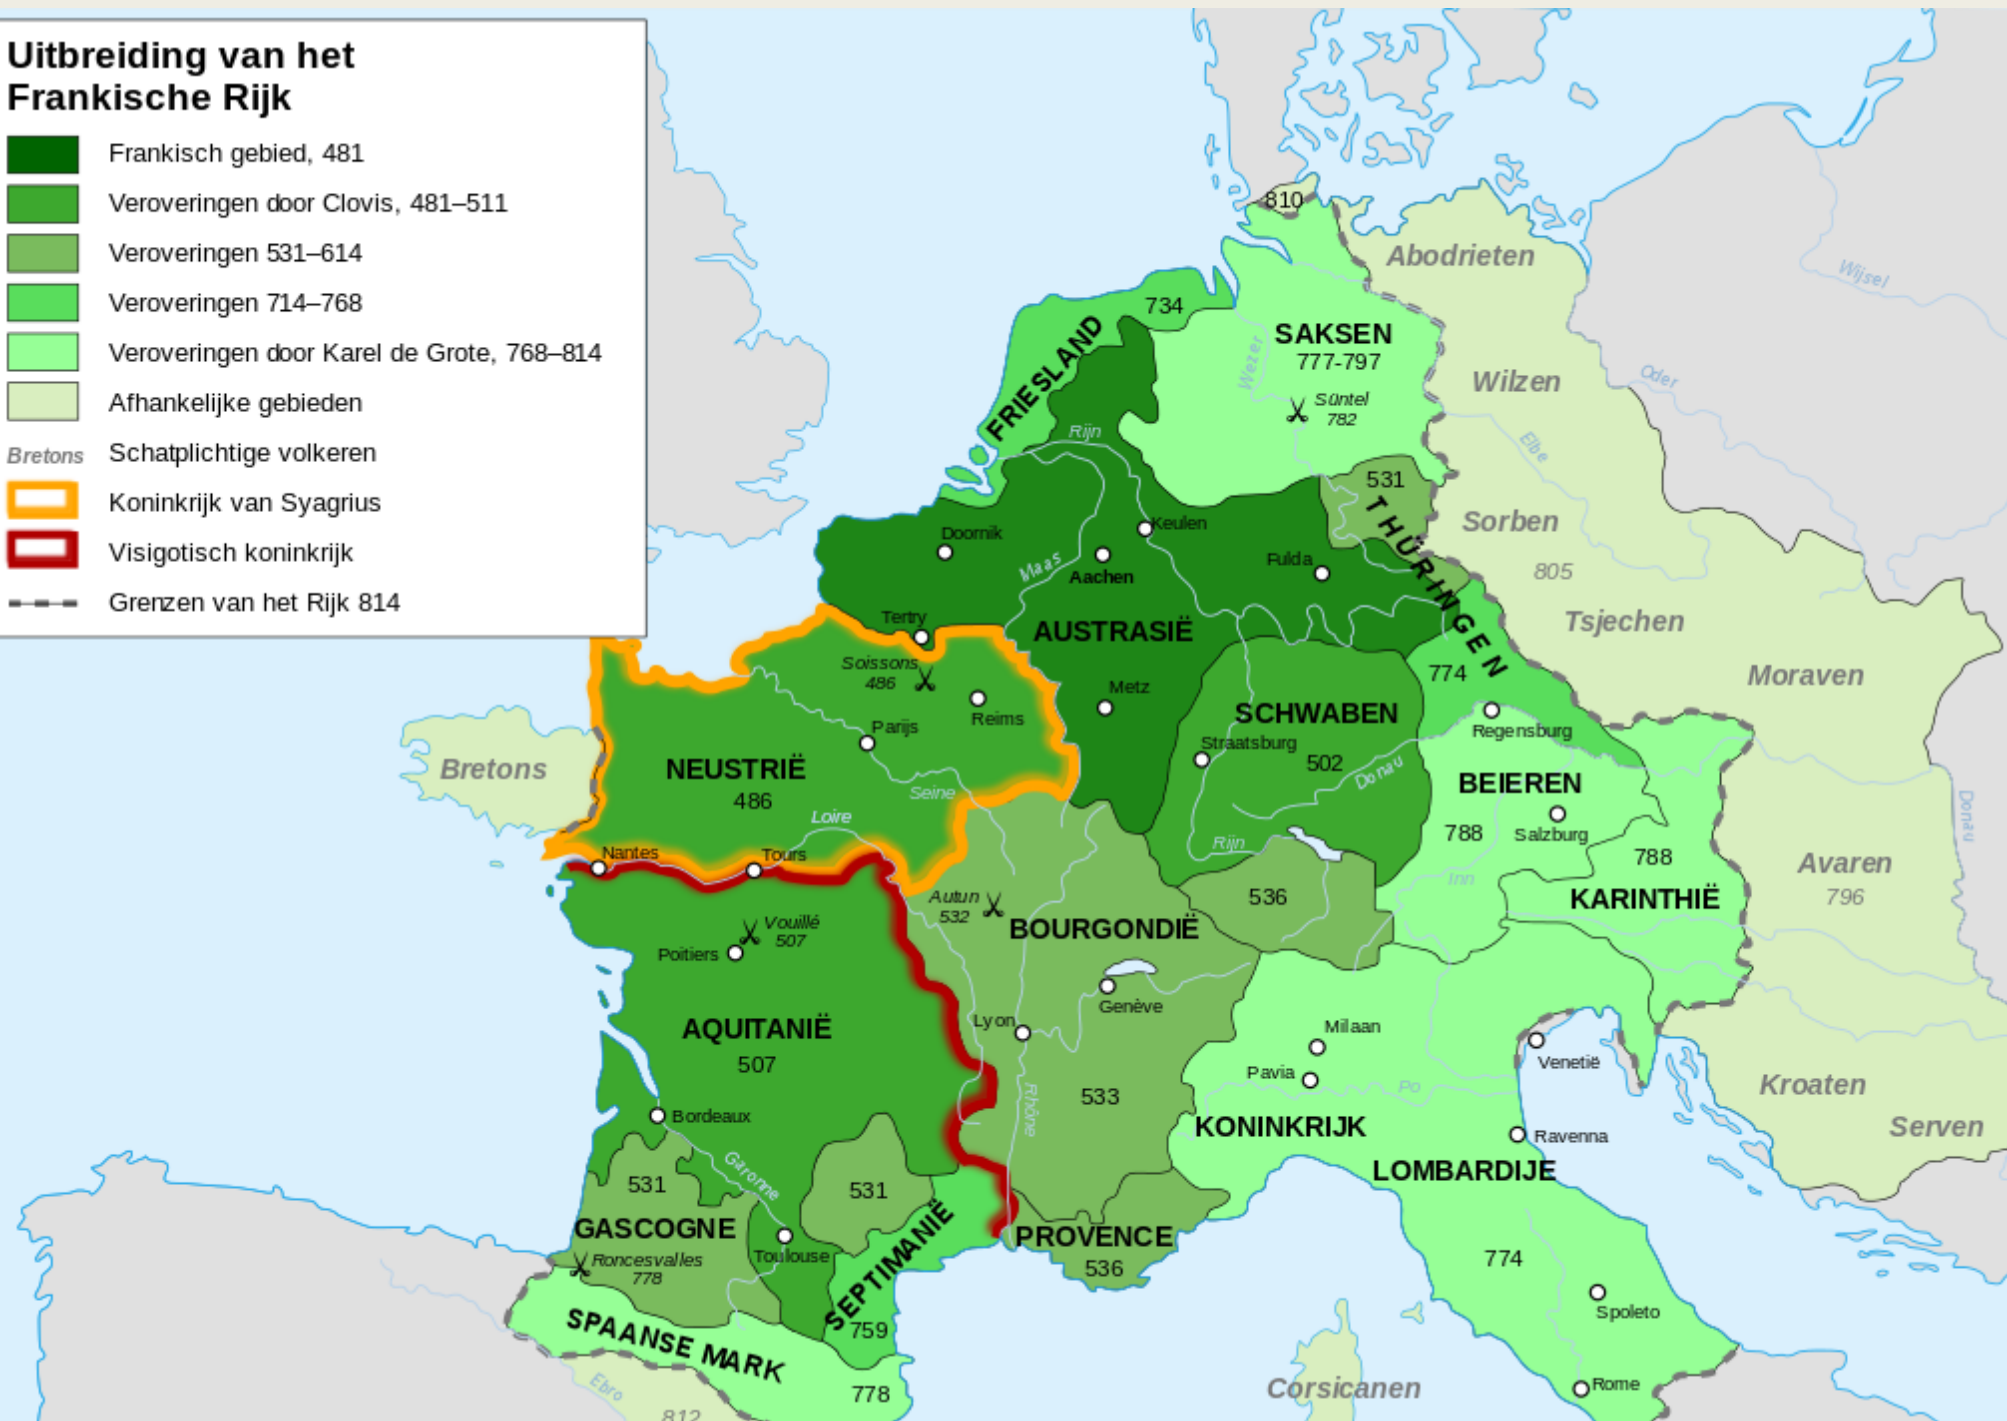 Uitbreiding van het
Frankische Rijk
Frankisch gebied, 481
Veroveringen door Clovis, 481–511
Veroveringen 531–614
Veroveringen 714–768
Veroveringen door Karel de Grote, 768–814
Afhankelijke gebieden
Bretons Schatplichtige volkeren
Koninkrijk van Syagrius
Visigotisch koninkrijk
Grenzen van het Rijk 814
810
Abodrieten
Wijsel
734
FRIESLAND
SAKSEN
777-797
Wezer
Süntel
782
Wilzen
Oder
Elbe
Rijn
531
THÜRINGEN
Sorben
805
Tsjechen
Moraven
Doornik
Keulen
Maas
Aachen
Fulda
Tertry
AUSTRASIË
Soissons
486
Reims
Metz
774
Parijs
SCHWABEN
Straatsburg
502
Donau
Regensburg
Bretons
NEUSTRIË
486
Seine
Loire
BEIEREN
788
Salzburg
Donau
Rijn
788
KARINTHIË
Inn
Avaren
796
Nantes
Tours
536
Autun
532
BOURGONDIË
Vouillé
507
Poitiers
Genève
Lyon
AQUITANIË
507
Milaan
Pavia
Po
Venetië
Kroaten
Serven
533
Rhône
KONINKRIJK
LOMBARDIJE
Ravenna
Bordeaux
Garonne
531
531
GASCOGNE
Roncesvalles
778
Toulouse
SEPTIMANIË
759
PROVENCE
536
774
Spoleto
SPAANSE MARK
778
Ebro
812
Corsicanen
Rome